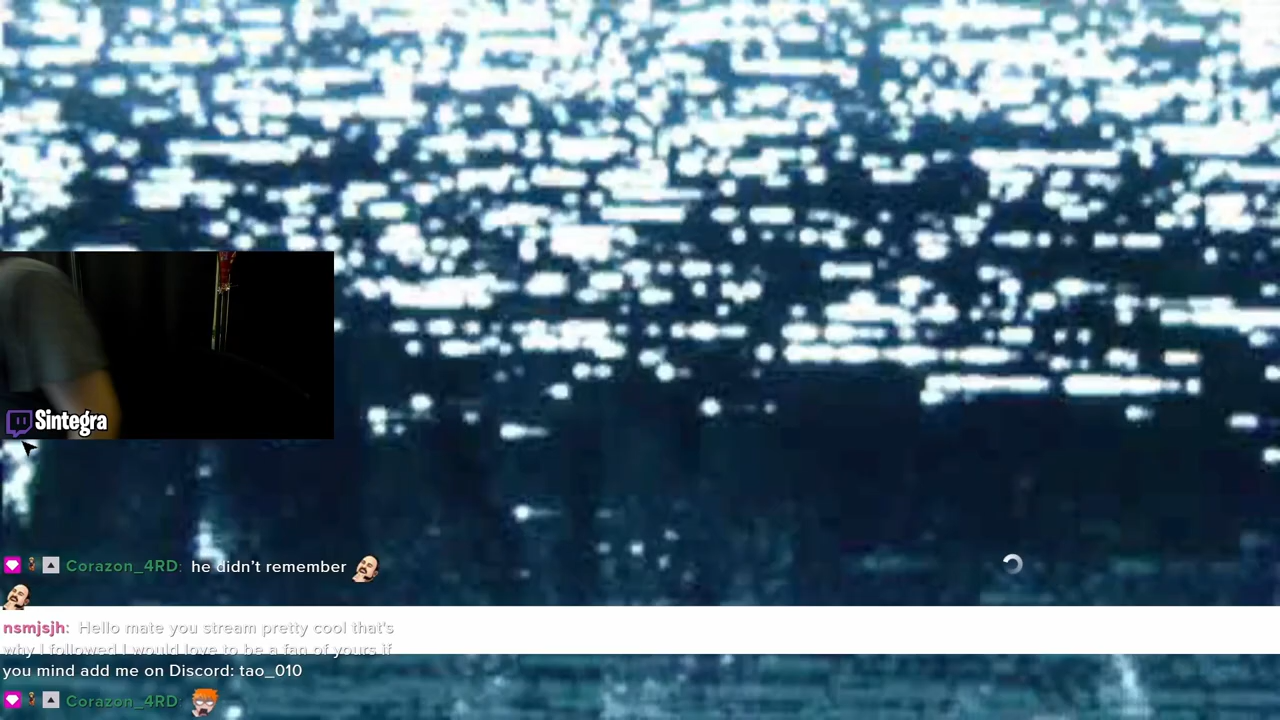 Sintegra
Corazon_4RD: he didn't remember
nsmjsjh: Hello mate you stream pretty cool that's
why I followed I would love to be a fan of yours if
you mind add me on Discord: tao_010
Corazon_4RD: